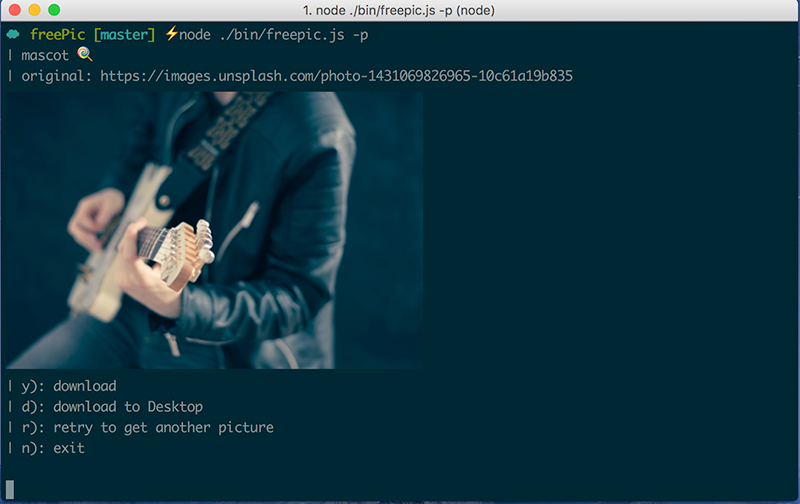 1. node ./bin/freepic.js -p (node)
freePic [master] ⚡node ./bin/freepic.js -p
| mascot 🍭
| original: https://images.unsplash.com/photo-1431069826965-10c61a19b835
| y): download
| d): download to Desktop
| r): retry to get another picture
| n): exit